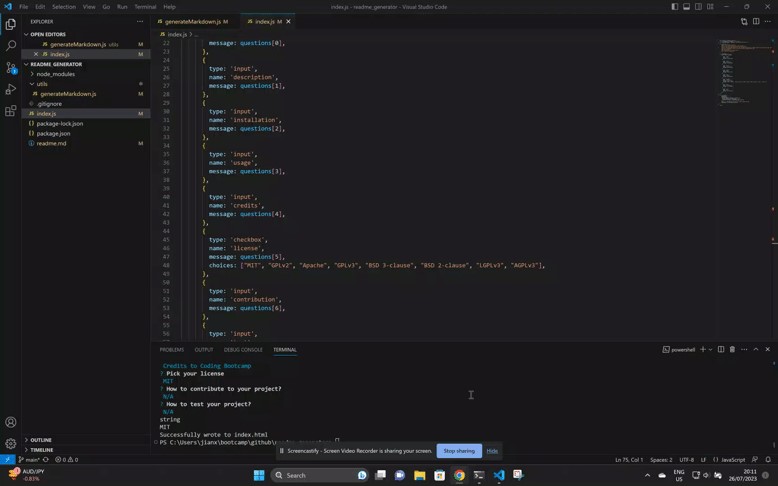 File Edit Selection View Go Run Terminal Help
index.js - readme_generator - Visual Studio Code
EXPLORER
OPEN EDITORS
generateMarkdown.js utils M
index.js M
README_GENERATOR
node_modules
utils
generateMarkdown.js M
.gitignore
index.js M
package-lock.json
package.json
readme.md M
OUTLINE
TIMELINE
generateMarkdown.js M
index.js M
index.js > ...
22 message: questions[0],
23 },
24 {
25 type: 'input',
26 name: 'description',
27 message: questions[1],
28 },
29 {
30 type: 'input',
31 name: 'installation',
32 message: questions[2],
33 },
34 {
35 type: 'input',
36 name: 'usage',
37 message: questions[3],
38 },
39 {
40 type: 'input',
41 name: 'credits',
42 message: questions[4],
43 },
44 {
45 type: 'checkbox',
46 name: 'license',
47 message: questions[5],
48 choices: ["MIT", "GPLv2", "Apache", "GPLv3", "BSD 3-clause", "BSD 2-clause", "LGPLv3", "AGPLv3"],
49 },
50 {
51 type: 'input',
52 name: 'contribution',
53 message: questions[6],
54 },
55 {
56 type: 'input',
PROBLEMS OUTPUT DEBUG CONSOLE TERMINAL
powershell
Credits to Coding Bootcamp
? Pick your license
MIT
? How to contribute to your project?
N/A
? How to test your project?
N/A
string
MIT
Successfully wrote to index.html
PS C:\Users\jianx\bootcamp\github\
Screencastify - Screen Video Recorder is sharing your screen. Stop sharing Hide
main* 0 0
Ln 75, Col 1 Spaces: 2 UTF-8 LF JavaScript
AUD/JPY
-0.83%
Search
ENG
US
20:11
26/07/2023